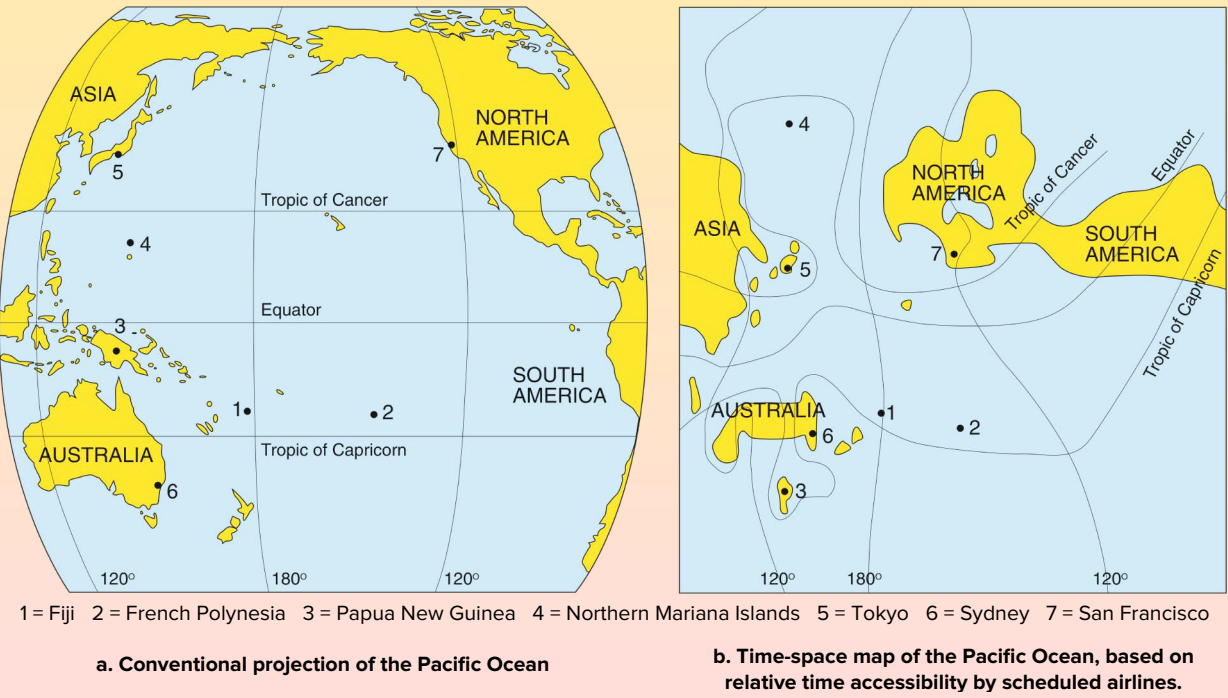 ASIA
NORTH
AMERICA
7
5
Tropic of Cancer
4
Equator
3
SOUTH
AMERICA
1
2
AUSTRALIA
Tropic of Capricorn
6
120°
180°
120°
4
NORTH
AMERICA
Tropic of Cancer
Equator
ASIA
SOUTH
AMERICA
7
5
Tropic of Capricorn
AUSTRALIA
1
2
6
3
120°
180°
120°
1 = Fiji 2 = French Polynesia 3 = Papua New Guinea 4 = Northern Mariana Islands 5 = Tokyo 6 = Sydney 7 = San Francisco
a. Conventional projection of the Pacific Ocean
b. Time-space map of the Pacific Ocean, based on
relative time accessibility by scheduled airlines.